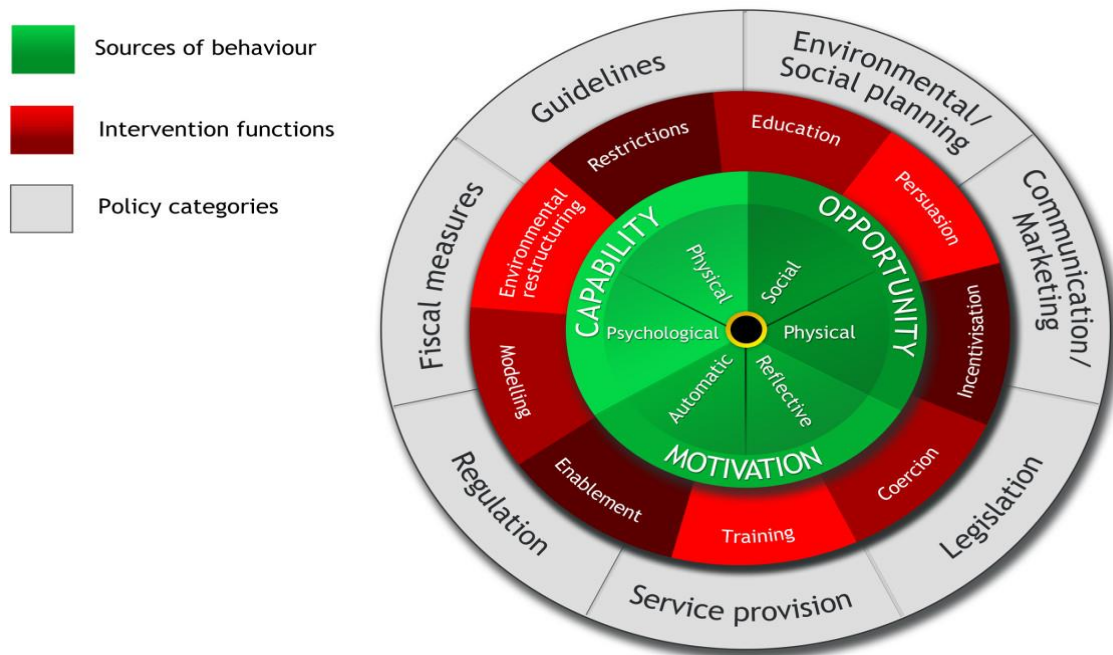 Sources of behaviour
Intervention functions
Policy categories
Guidelines
Environmental/
Social planning
Communication/
Marketing
Legislation
Service provision
Regulation
Fiscal measures
Restrictions
Education
Persuasion
Incentivisation
Coercion
Training
Enablement
Modelling
Environmental
restructuring
CAPABILITY
OPPORTUNITY
MOTIVATION
Physical
Social
Psychological
Physical
Automatic
Reflective